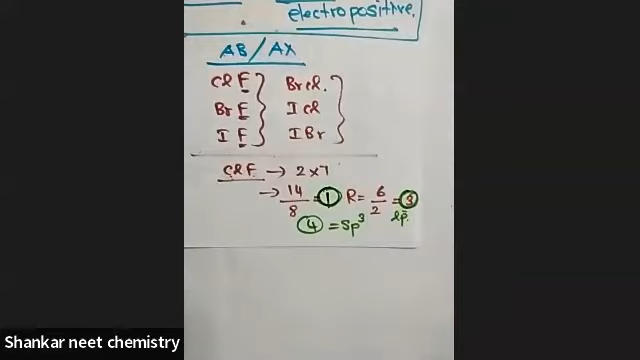 electropositive.
AB/AX
ClF } BrCl. }
BrF } ICl }
IF } IBr }
ClF → 2×7
→ 14/8 = 1 R = 6/2 = 3
4 = Sp³ lp.
Shankar neet chemistry